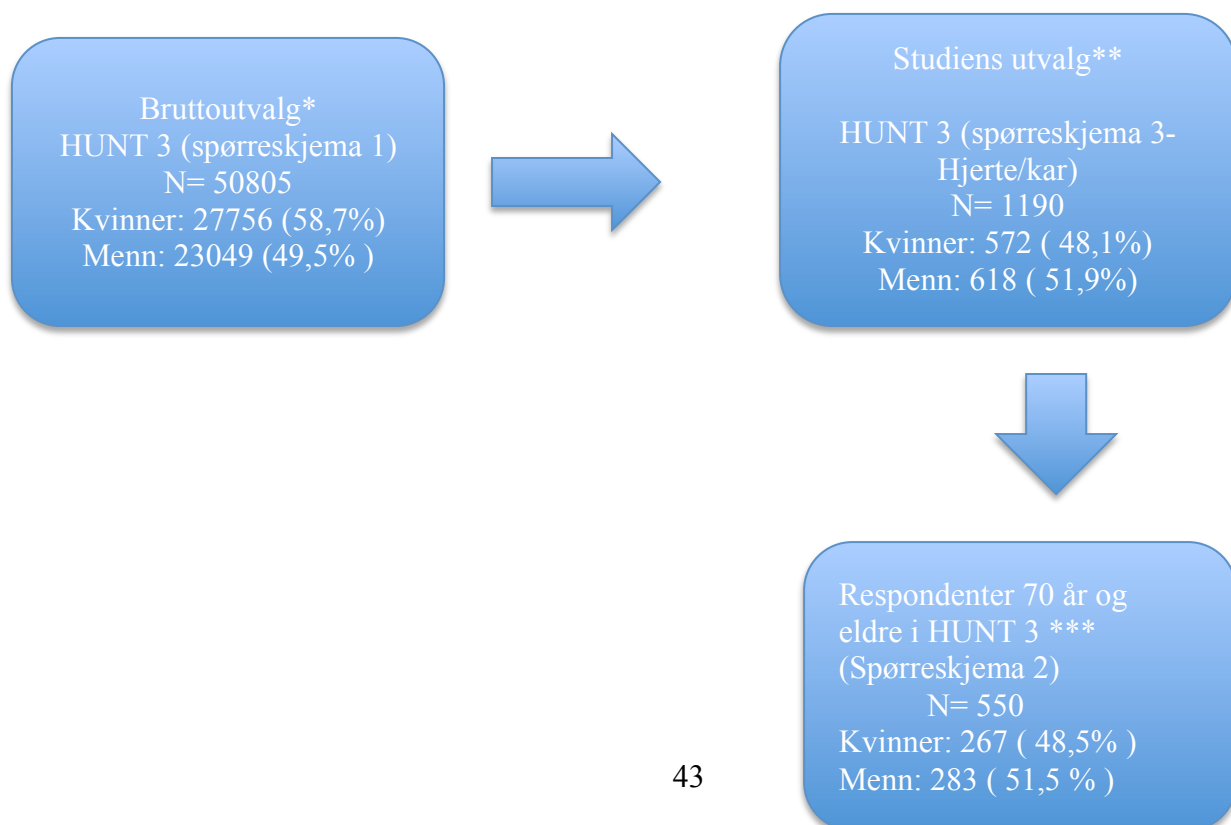 Bruttoutvalg*
HUNT 3 (spørreskjema 1)
N= 50805
Kvinner: 27756 (58,7%)
Menn: 23049 (49,5% )
Studiens utvalg**
HUNT 3 (spørreskjema 3-
Hjerte/kar)
N= 1190
Kvinner: 572 ( 48,1%)
Menn: 618 ( 51,9%)
Respondenter 70 år og
eldre i HUNT 3 ***
(Spørreskjema 2)
N= 550
Kvinner: 267 ( 48,5% )
Menn: 283 ( 51,5 % )
43